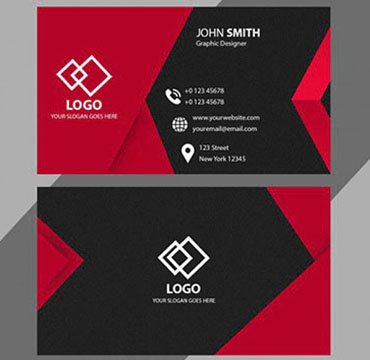 JOHN SMITH
Graphic Designer
LOGO
YOUR SLOGAN GOES HERE
+0 123 45678
+0 123 45678
www.yourwebsite.com
youremail@email.com
123 Street
New York 12345
LOGO
YOUR SLOGAN GOES HERE